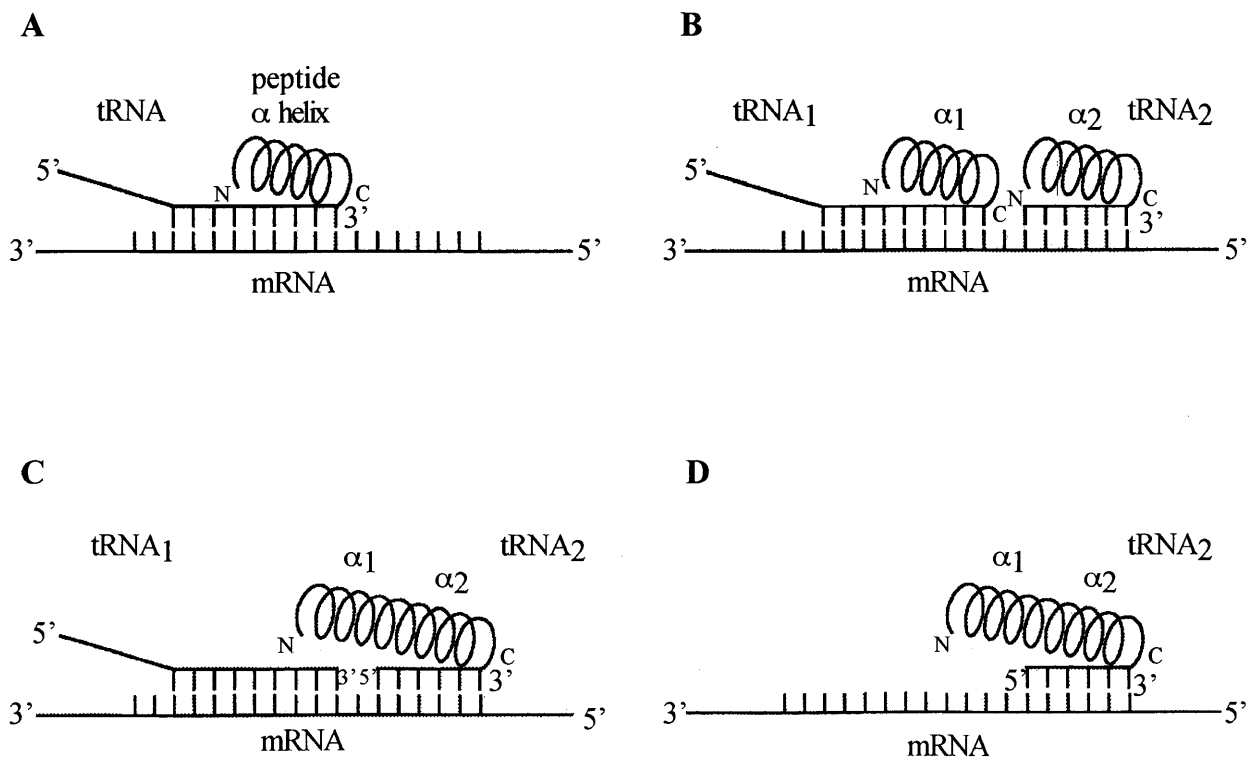 A
peptide
tRNA α helix
5’
N C
3’
3’ 5’
mRNA
B
tRNA1 α1 α2 tRNA2
5’
N C N C
3’
3’ 5’
mRNA
C
tRNA1 α1 α2 tRNA2
5’
N C
3’ 5’ 3’
3’ 5’
mRNA
D
α1 α2 tRNA2
N C
5’ 3’
3’ 5’
mRNA